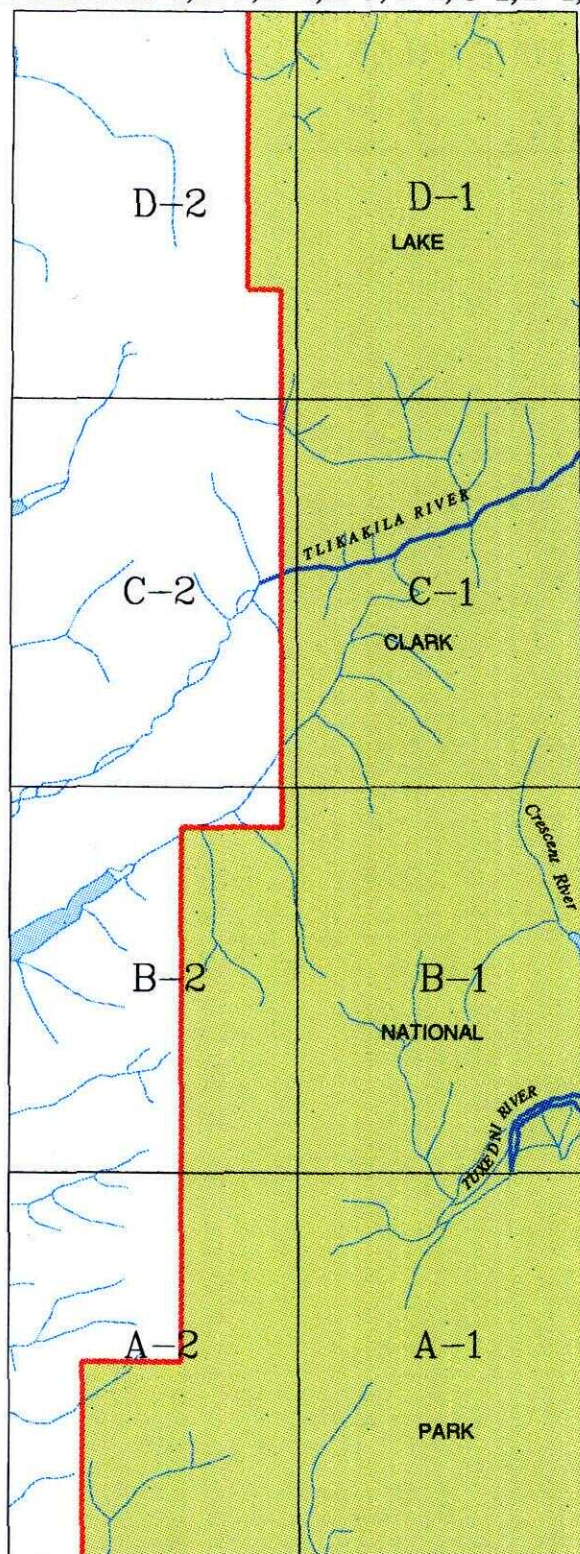 D-2
D-1
LAKE
TLIKAKILA RIVER
C-2
C-1
CLARK
Crescent River
B-2
B-1
NATIONAL
TUXEDNI RIVER
A-2
A-1
PARK